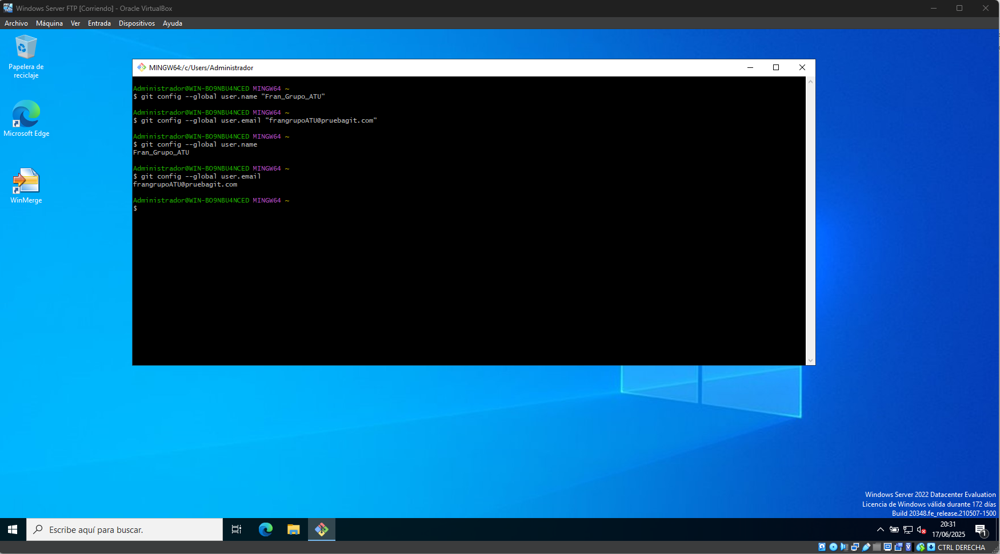 Windows Server FTP [Corriendo] - Oracle VirtualBox
Archivo Máquina Ver Entrada Dispositivos Ayuda
Papelera de
reciclaje
Microsoft Edge
WinMerge
MINGW64:/c/Users/Administrador
Administrador@WIN-BO9NBU4NCED MINGW64 ~
$ git config --global user.name "Fran_Grupo_ATU"
Administrador@WIN-BO9NBU4NCED MINGW64 ~
$ git config --global user.email "frangrupoATU@pruebagit.com"
Administrador@WIN-BO9NBU4NCED MINGW64 ~
$ git config --global user.name
Fran_Grupo_ATU
Administrador@WIN-BO9NBU4NCED MINGW64 ~
$ git config --global user.email
frangrupoATU@pruebagit.com
Administrador@WIN-BO9NBU4NCED MINGW64 ~
$
Windows Server 2022 Datacenter Evaluation
Licencia de Windows válida durante 172 días
Build 20348.fe_release.210507-1500
Escribe aquí para buscar.
20:31
17/06/2025
1
CTRL DERECHA